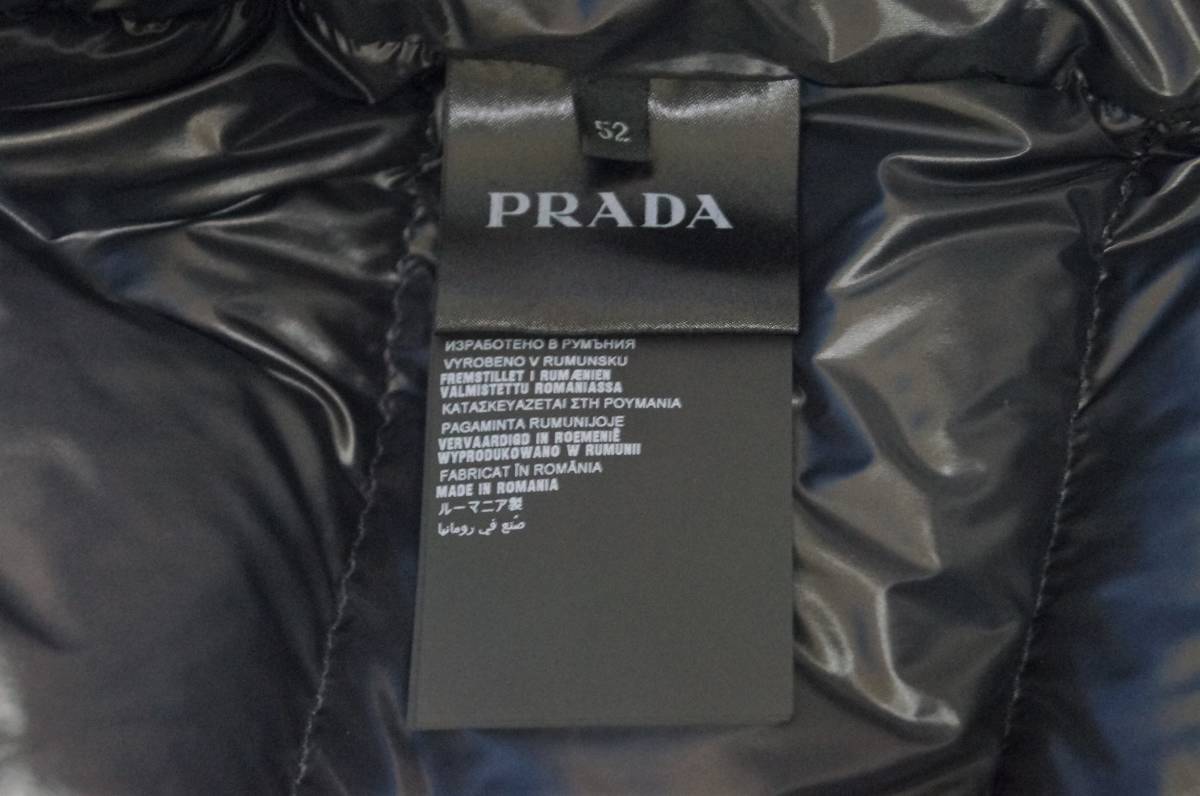 52
PRADA
ИЗРАБОТЕНО В РУМЪНИЯ
VYROBENO V RUMUNSKU
FREMSTILLET I RUMÆNIEN
VALMISTETTU ROMANIASSA
ΚΑΤΑΣΚΕΥΑΖΕΤΑΙ ΣΤΗ ΡΟΥΜΑΝΙΑ
PAGAMINTA RUMUNIJOJE
VERVAARDIGD IN ROEMENIË
WYPRODUKOWANO W RUMUNII
FABRICAT ÎN ROMÂNIA
MADE IN ROMANIA
ルーマニア製
صنع في رومانيا